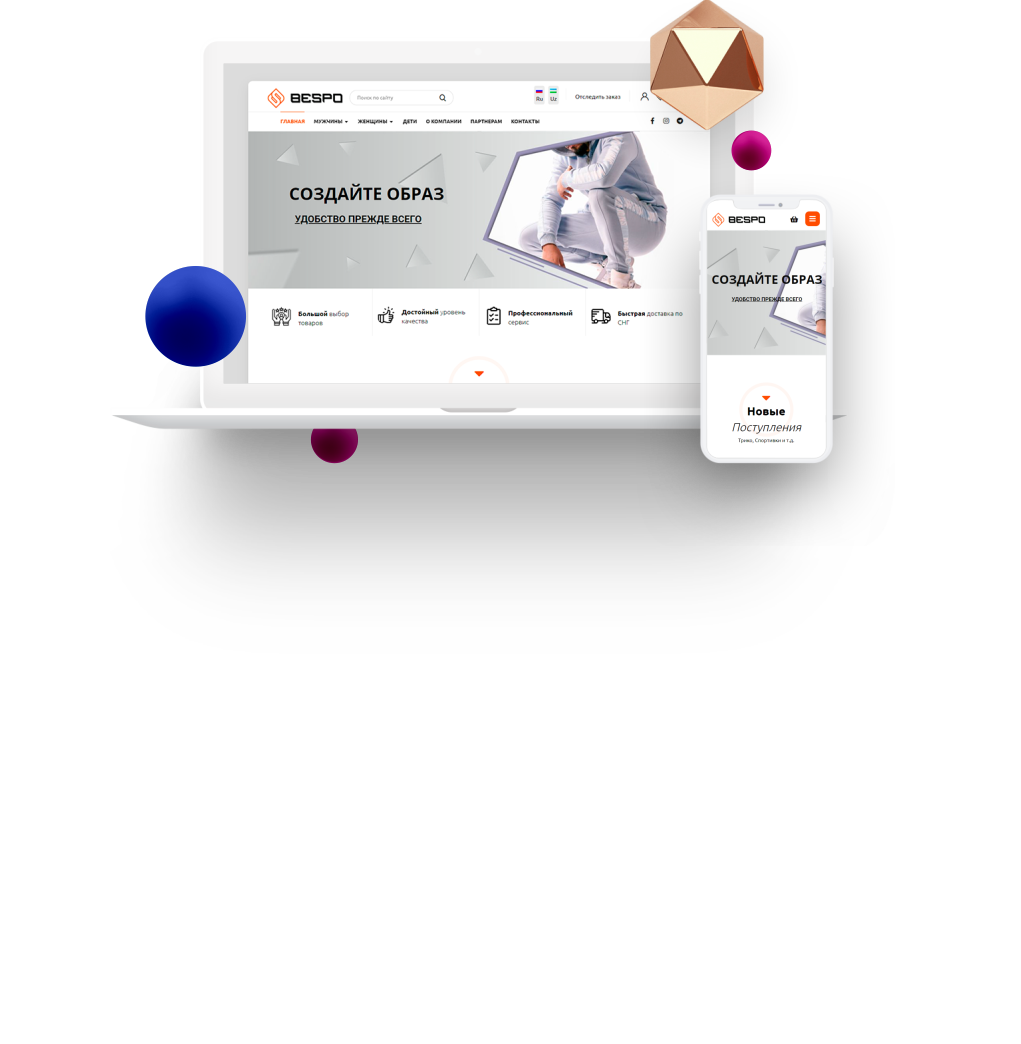 BESPO
Поиск по сайту
Ru Uz
Отследить заказ
ГЛАВНАЯ МУЖЧИНЫ ЖЕНЩИНЫ ДЕТИ О КОМПАНИИ ПАРТНЕРАМ КОНТАКТЫ
СОЗДАЙТЕ ОБРАЗ
УДОБСТВО ПРЕЖДЕ ВСЕГО
Большой выбор
товаров
Достойный уровень
качества
Профессиональный
сервис
Быстрая доставка по
СНГ
BESPO
СОЗДАЙТЕ ОБРАЗ
УДОБСТВО ПРЕЖДЕ ВСЕГО
Новые
Поступления
Трико, Спортивки и т.д.